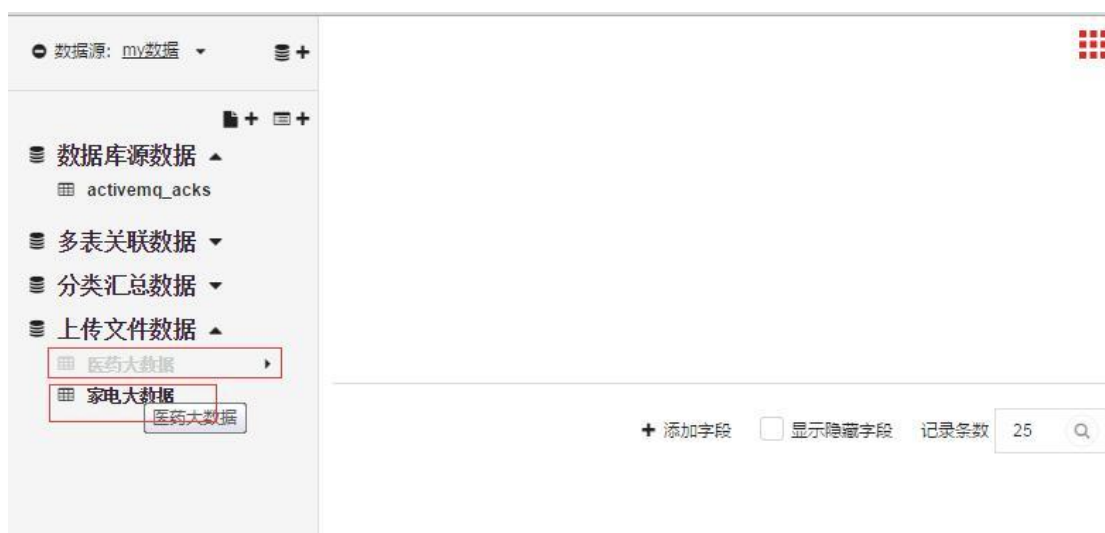 数据源: my数据
数据库源数据
activemq_acks
多表关联数据
分类汇总数据
上传文件数据
医药大数据
家电大数据
医药大数据
添加字段 显示隐藏字段 记录条数 25